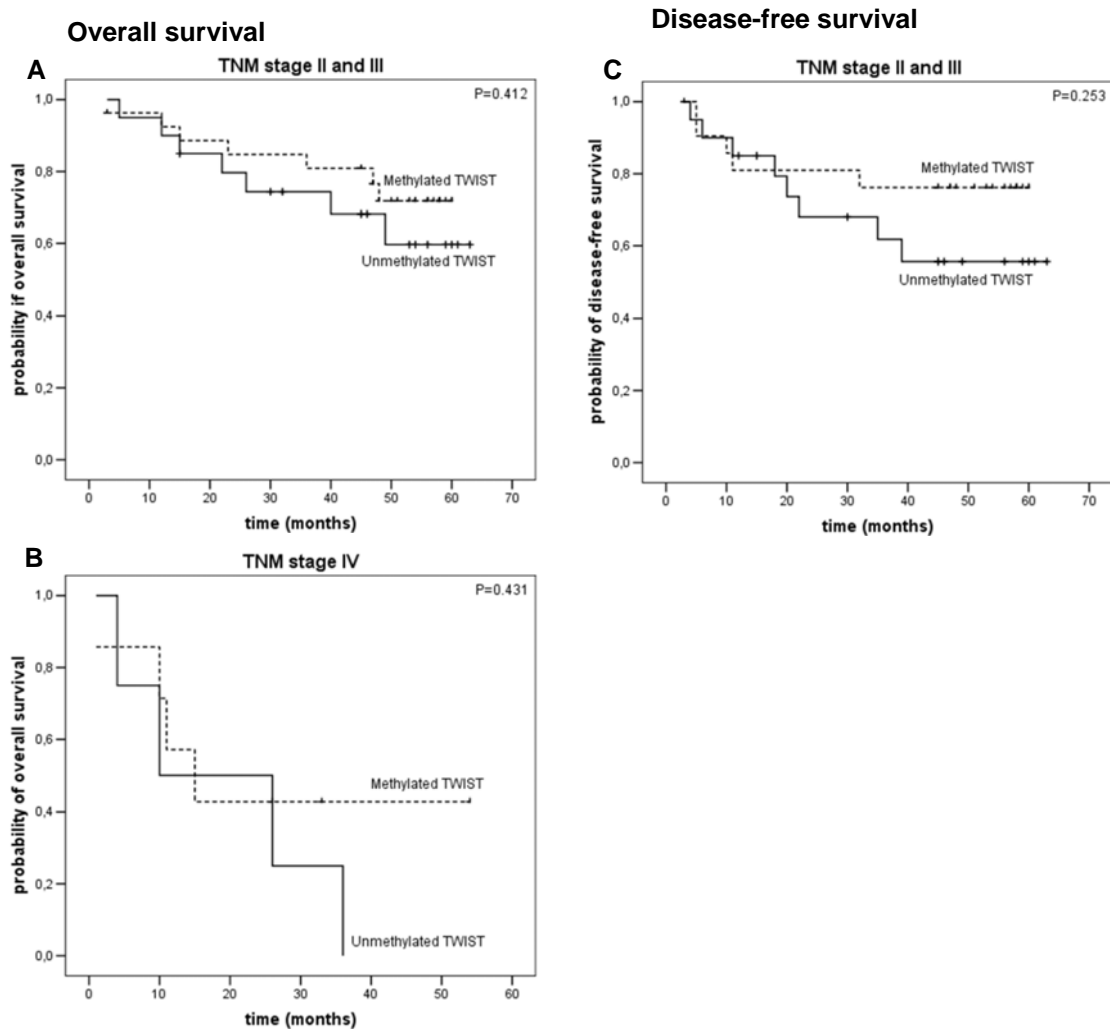 Overall survival
Disease-free survival
A
TNM stage II and III
P=0.412
1,0
0,8
0,6
0,4
0,2
0,0
probability if overall survival
Methylated TWIST
Unmethylated TWIST
0 10 20 30 40 50 60 70
time (months)
C
TNM stage II and III
P=0.253
1,0
0,8
0,6
0,4
0,2
0,0
probability of disease-free survival
Methylated TWIST
Unmethylated TWIST
0 10 20 30 40 50 60 70
time (months)
B
TNM stage IV
P=0.431
1,0
0,8
0,6
0,4
0,2
0,0
probability of overall survival
Methylated TWIST
Unmethylated TWIST
0 10 20 30 40 50 60
time (months)